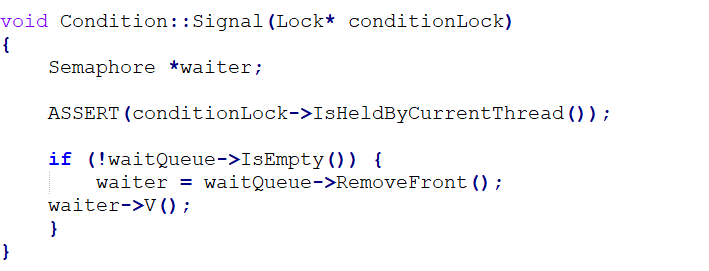 void Condition::Signal(Lock* conditionLock)
{
    Semaphore *waiter;

    ASSERT(conditionLock->IsHeldByCurrentThread());

    if (!waitQueue->IsEmpty()) {
        waiter = waitQueue->RemoveFront();
    waiter->V();
    }
}